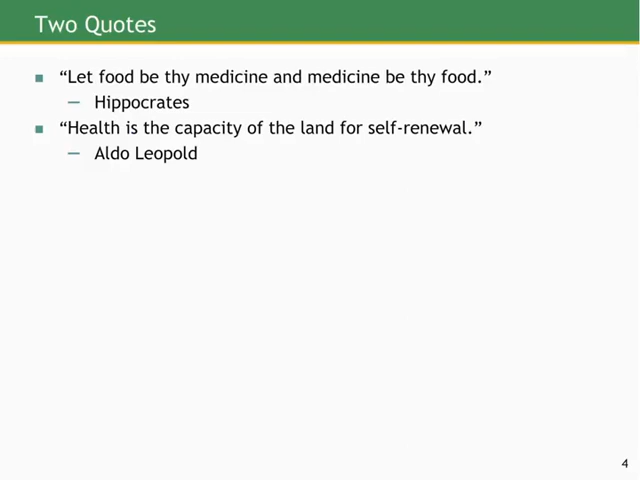 Two Quotes
“Let food be thy medicine and medicine be thy food.”
— Hippocrates
“Health is the capacity of the land for self-renewal.”
— Aldo Leopold
4